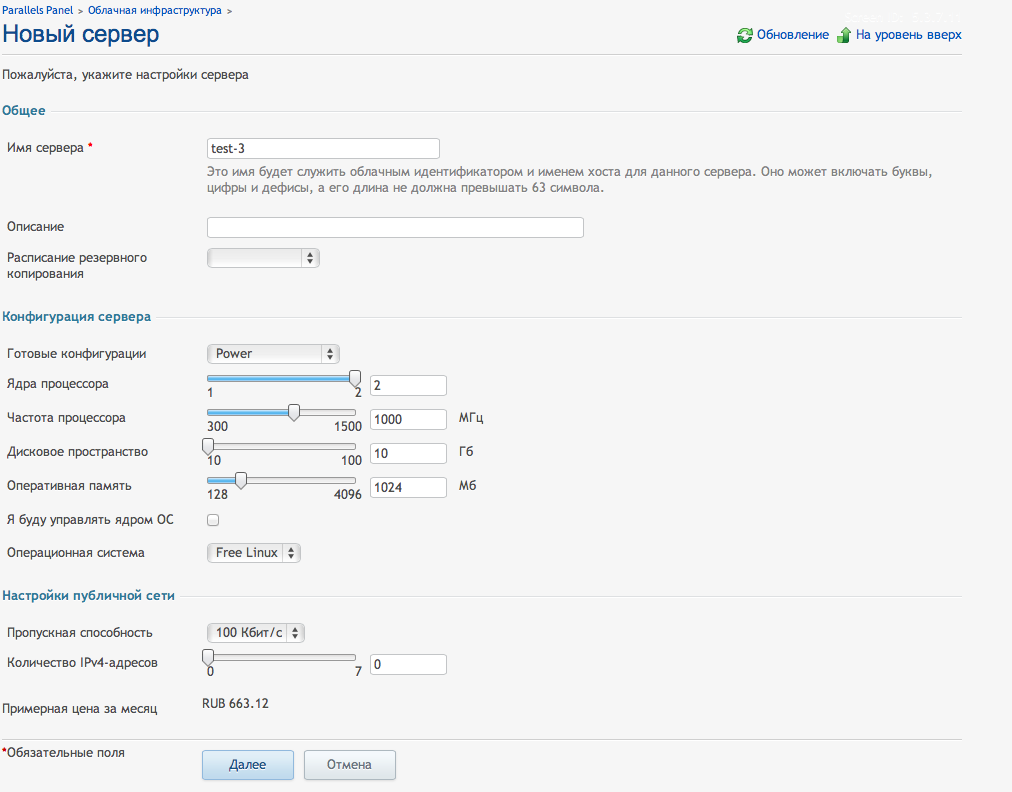 Parallels Panel > Облачная инфраструктура >
Новый сервер
Обновление На уровень вверх
Пожалуйста, укажите настройки сервера
Общее
Имя сервера * test-3
Это имя будет служить облачным идентификатором и именем хоста для данного сервера. Оно может включать буквы,
цифры и дефисы, а его длина не должна превышать 63 символа.
Описание
Расписание резервного
копирования
Конфигурация сервера
Готовые конфигурации Power
Ядра процессора 2
1 2
Частота процессора 1000 МГц
300 1500
Дисковое пространство 10 Гб
10 100
Оперативная память 1024 Мб
128 4096
Я буду управлять ядром ОС
Операционная система Free Linux
Настройки публичной сети
Пропускная способность 100 Кбит/с
Количество IPv4-адресов 0
0 7
Примерная цена за месяц RUB 663.12
*Обязательные поля
Далее Отмена